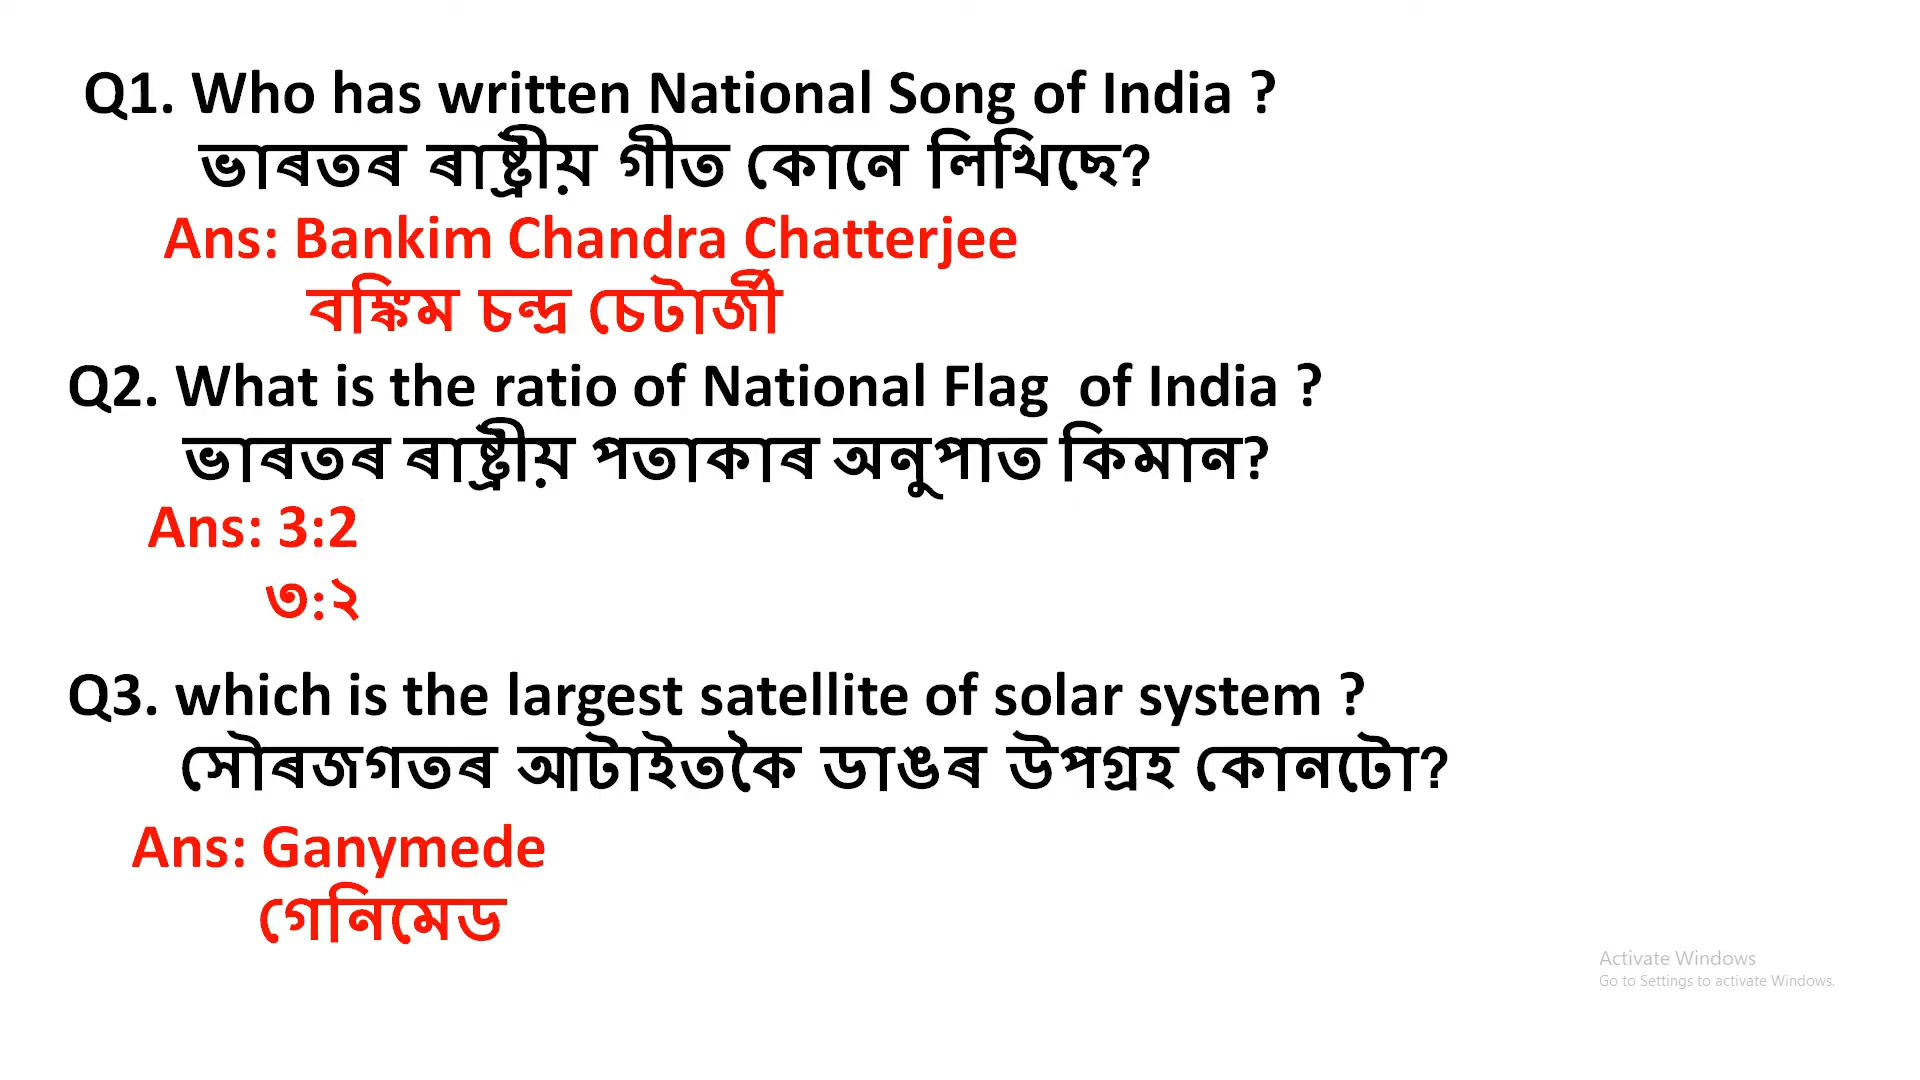 Q1. Who has written National Song of India ?
ভাৰতৰ ৰাষ্ট্ৰীয় গীত কোনে লিখিছে?
Ans: Bankim Chandra Chatterjee
বঙ্কিম চন্দ্ৰ চেটাৰ্জী
Q2. What is the ratio of National Flag of India ?
ভাৰতৰ ৰাষ্ট্ৰীয় পতাকাৰ অনুপাত কিমান?
Ans: 3:2
৩:২
Q3. which is the largest satellite of solar system ?
সৌৰজগতৰ আটাইতকৈ ডাঙৰ উপগ্ৰহ কোনটো?
Ans: Ganymede
গেনিমেড
Activate Windows
Go to Settings to activate Windows.